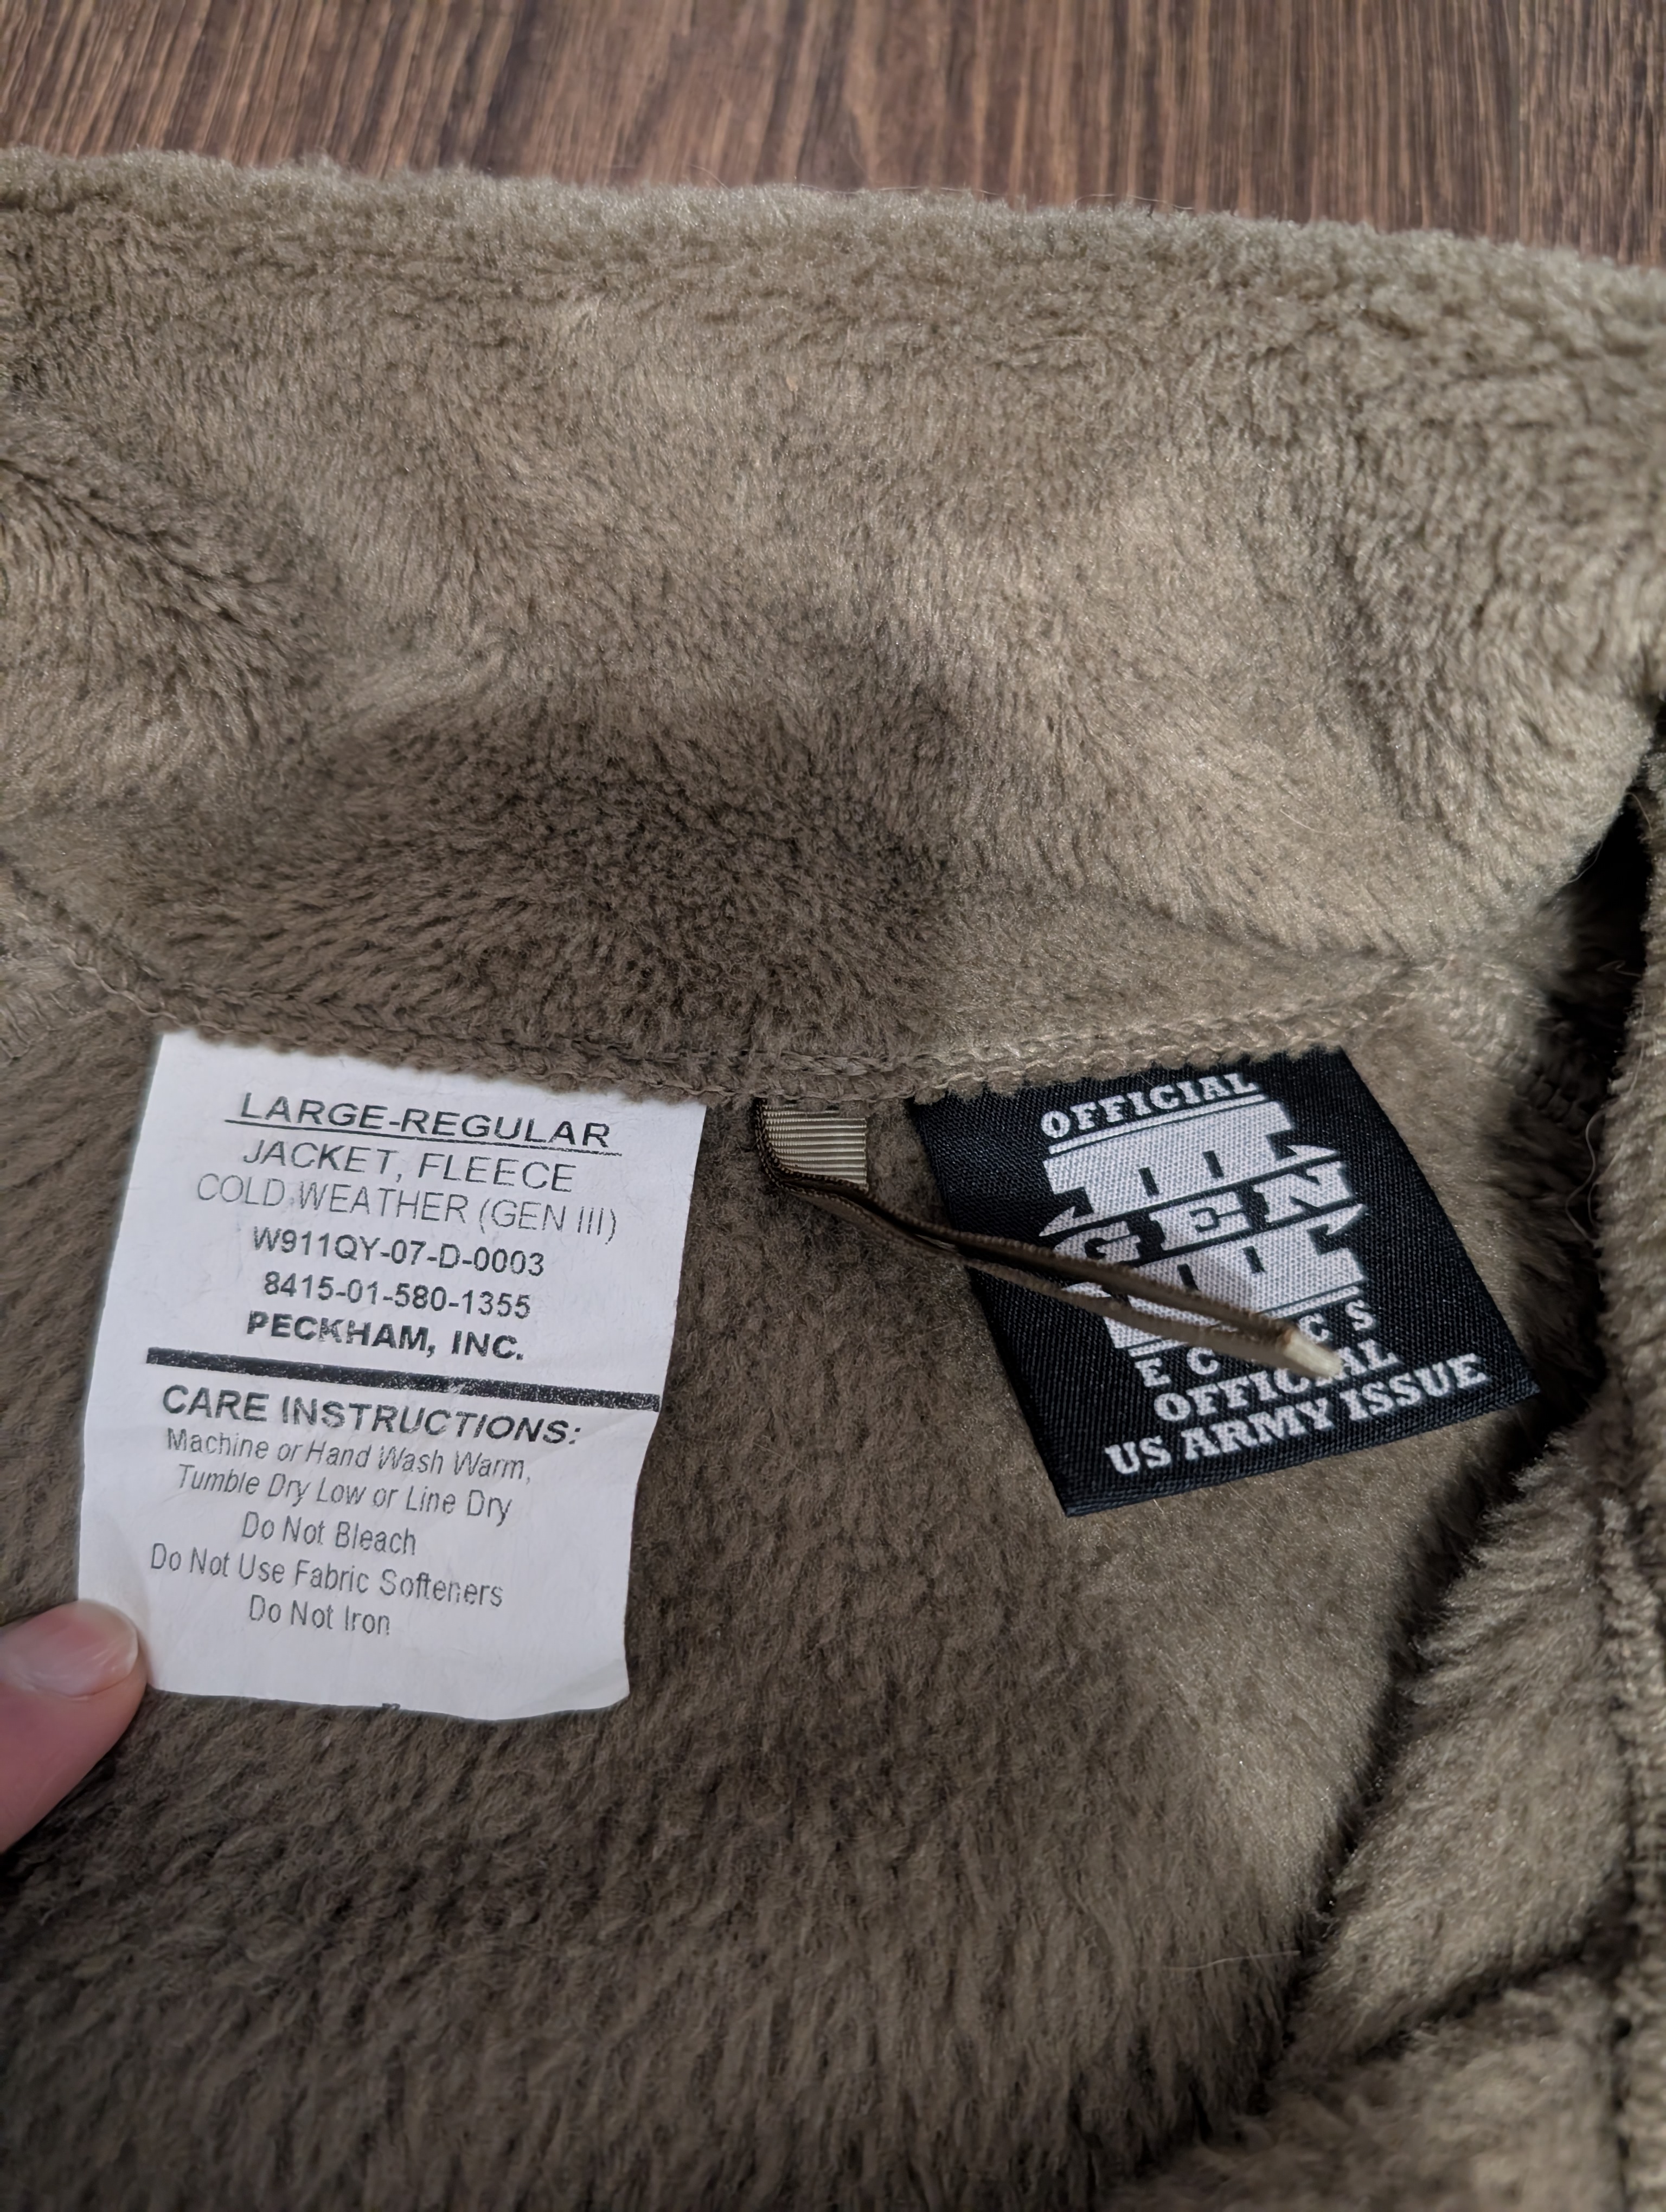 LARGE-REGULAR
JACKET, FLEECE
COLD WEATHER (GEN III)
W911QY-07-D-0003
8415-01-580-1355
PECKHAM, INC.
CARE INSTRUCTIONS:
Machine or Hand Wash Warm,
Tumble Dry Low or Line Dry
Do Not Bleach
Do Not Use Fabric Softeners
Do Not Iron
OFFICIAL
III
GEN
E C C S
OFFICIAL
US ARMY ISSUE